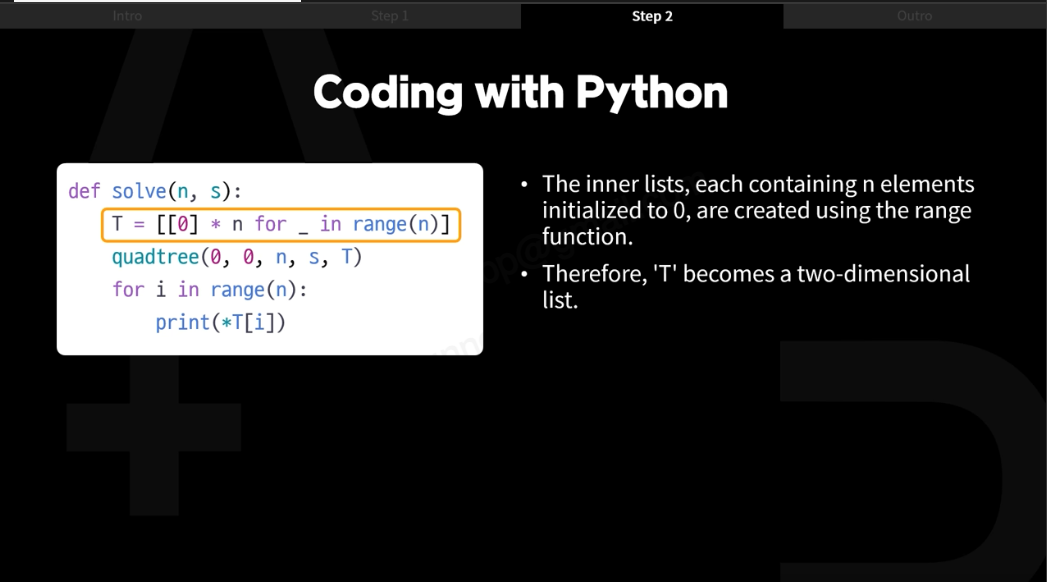 Intro
Step 1
Step 2
Outro
Coding with Python
def solve(n, s):
    T = [[0] * n for _ in range(n)]
    quadtree(0, 0, n, s, T)
    for i in range(n):
        print(*T[i])
• The inner lists, each containing n elements
initialized to 0, are created using the range
function.
• Therefore, 'T' becomes a two-dimensional
list.